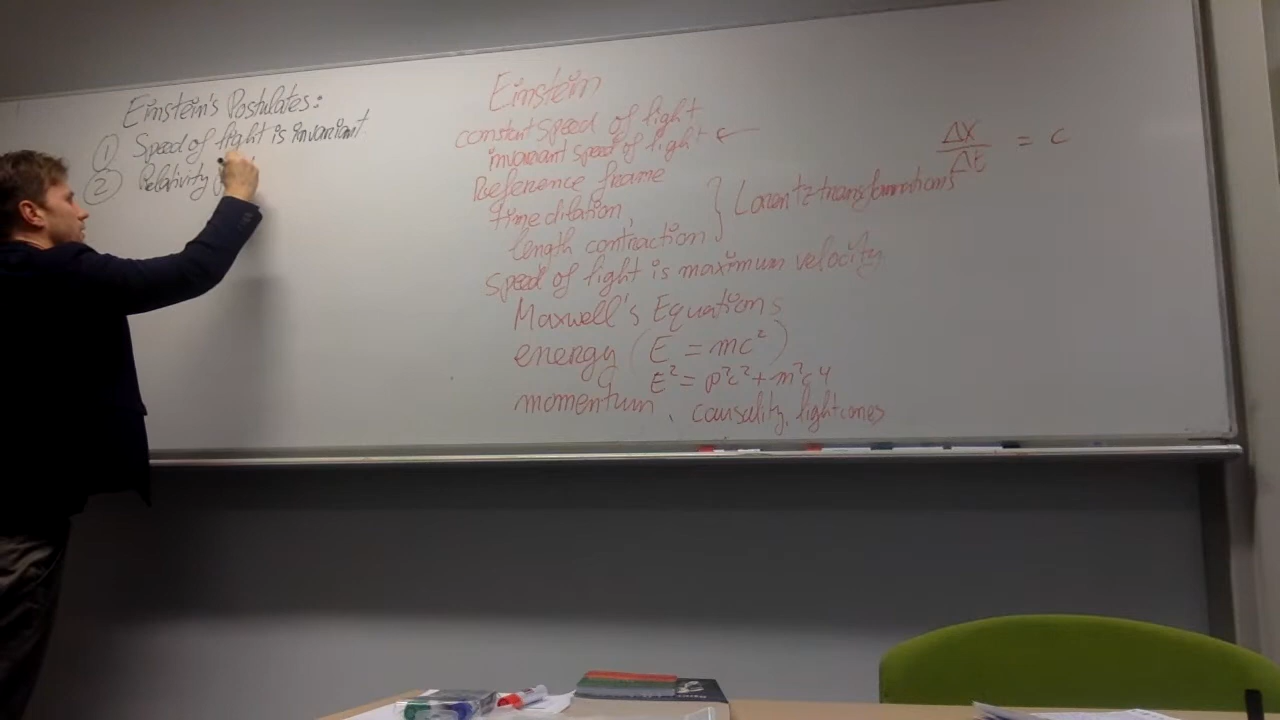 Einstein's Postulates:
① Speed of light is invariant
② Relativity
Einstein
constant speed of light
invariant speed of light ←
Reference frame
time dilation,
length contraction } Lorentz transformations
speed of light is maximum velocity
Maxwell's Equations
energy (E = mc²)
E² = p²c² + m²c⁴
momentum, causality, lightcones
Δx/Δt = c